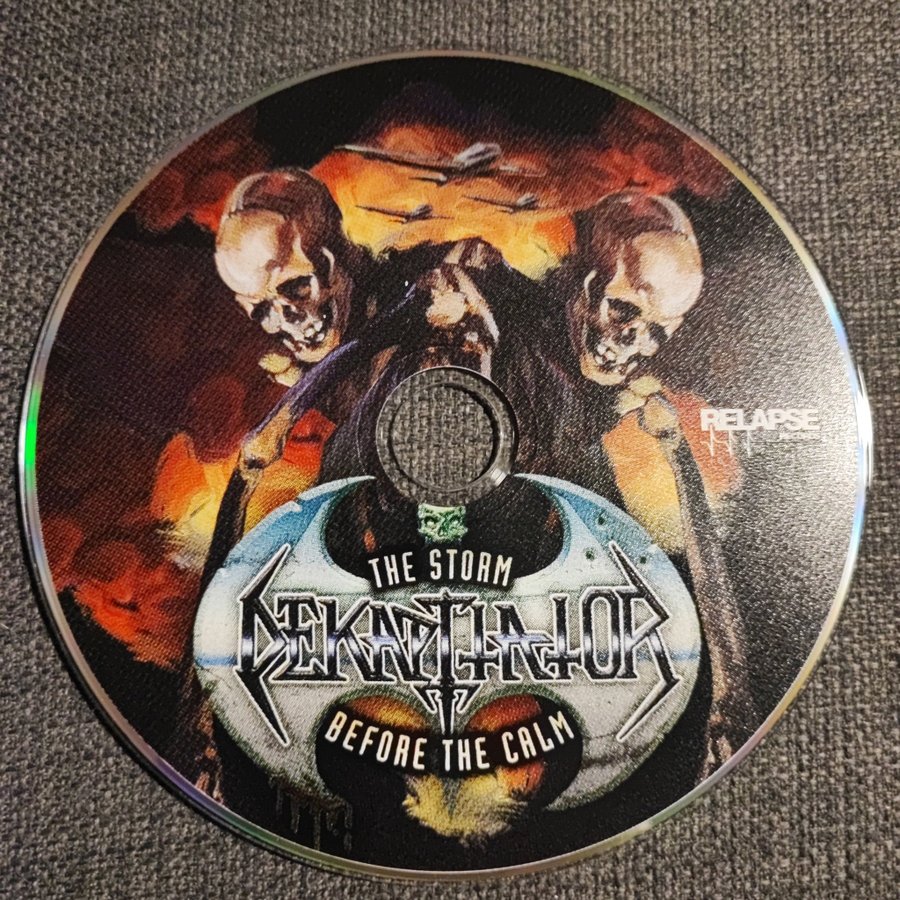 RELAPSE
THE STORM
DEKAPITATOR
BEFORE THE CALM